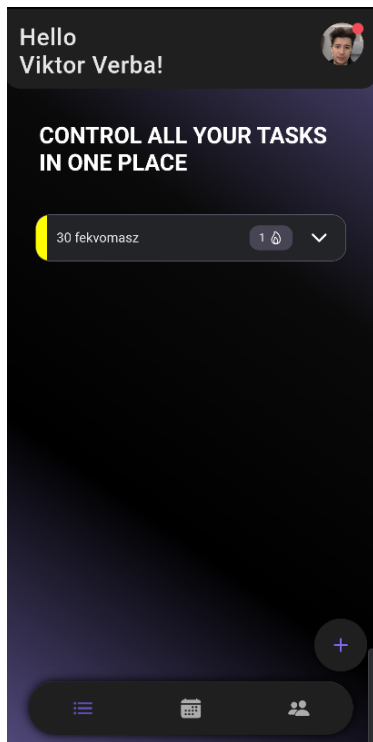 Hello
Viktor Verba!
CONTROL ALL YOUR TASKS
IN ONE PLACE
30 fekvomasz
1